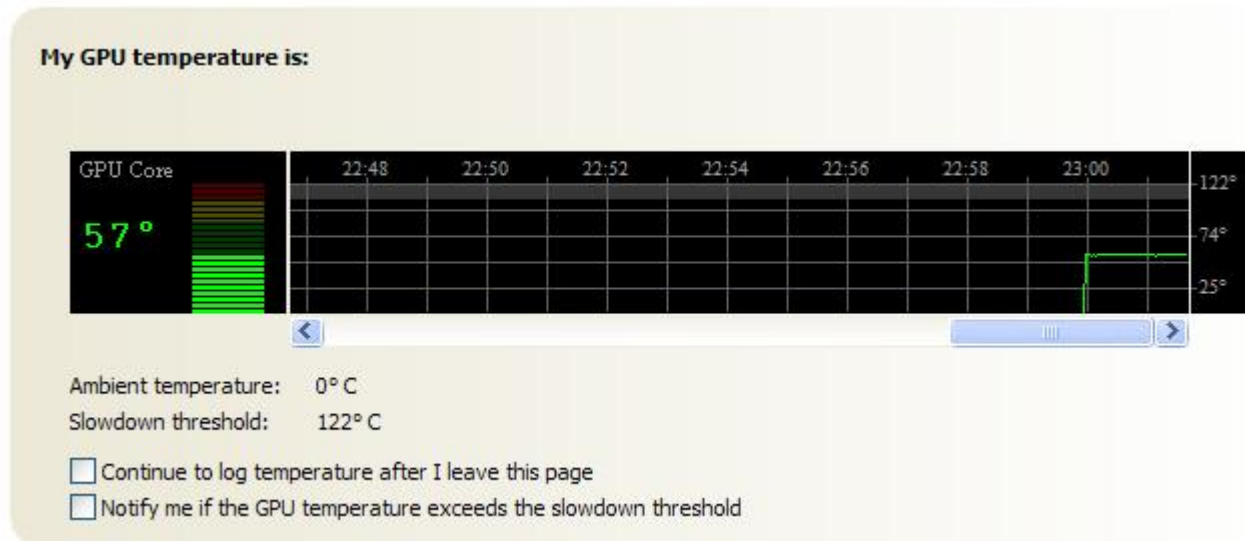 My GPU temperature is:
GPU Core
57°
22:48 22:50 22:52 22:54 22:56 22:58 23:00
122°
74°
25°
Ambient temperature: 0° C
Slowdown threshold: 122° C
Continue to log temperature after I leave this page
Notify me if the GPU temperature exceeds the slowdown threshold